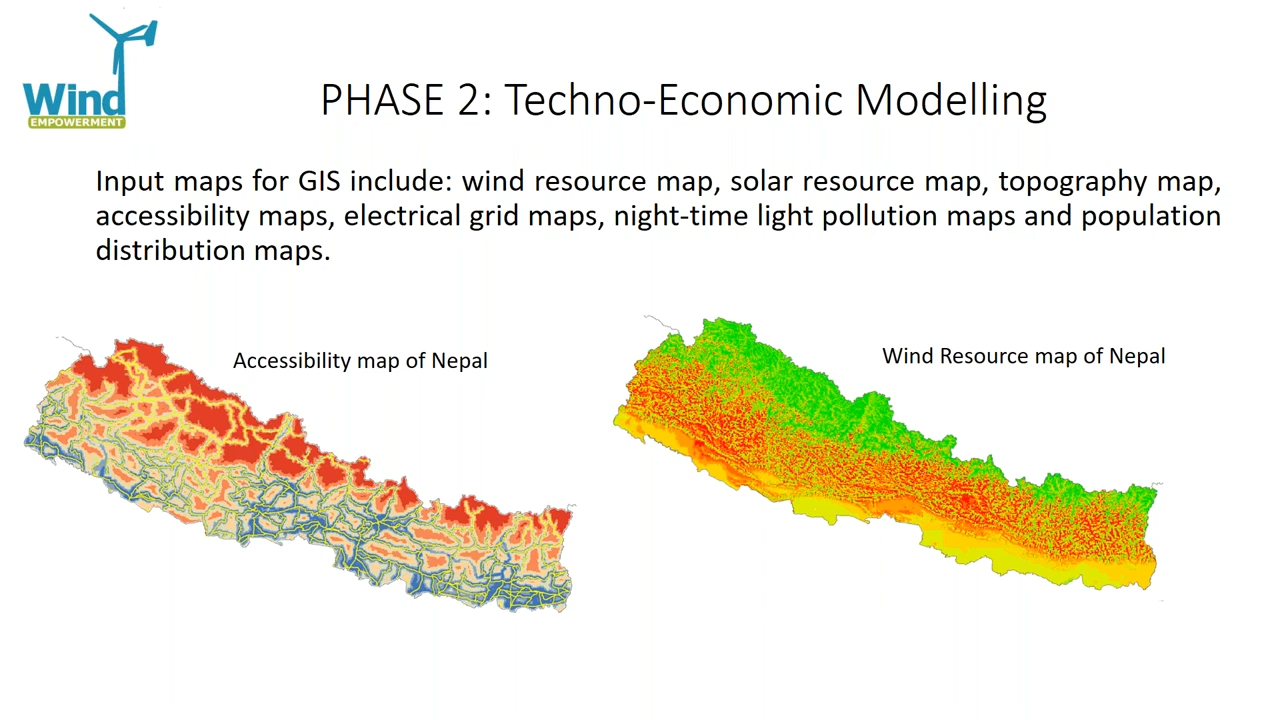 Wind
EMPOWERMENT
PHASE 2: Techno-Economic Modelling
Input maps for GIS include: wind resource map, solar resource map, topography map,
accessibility maps, electrical grid maps, night-time light pollution maps and population
distribution maps.
Accessibility map of Nepal
Wind Resource map of Nepal